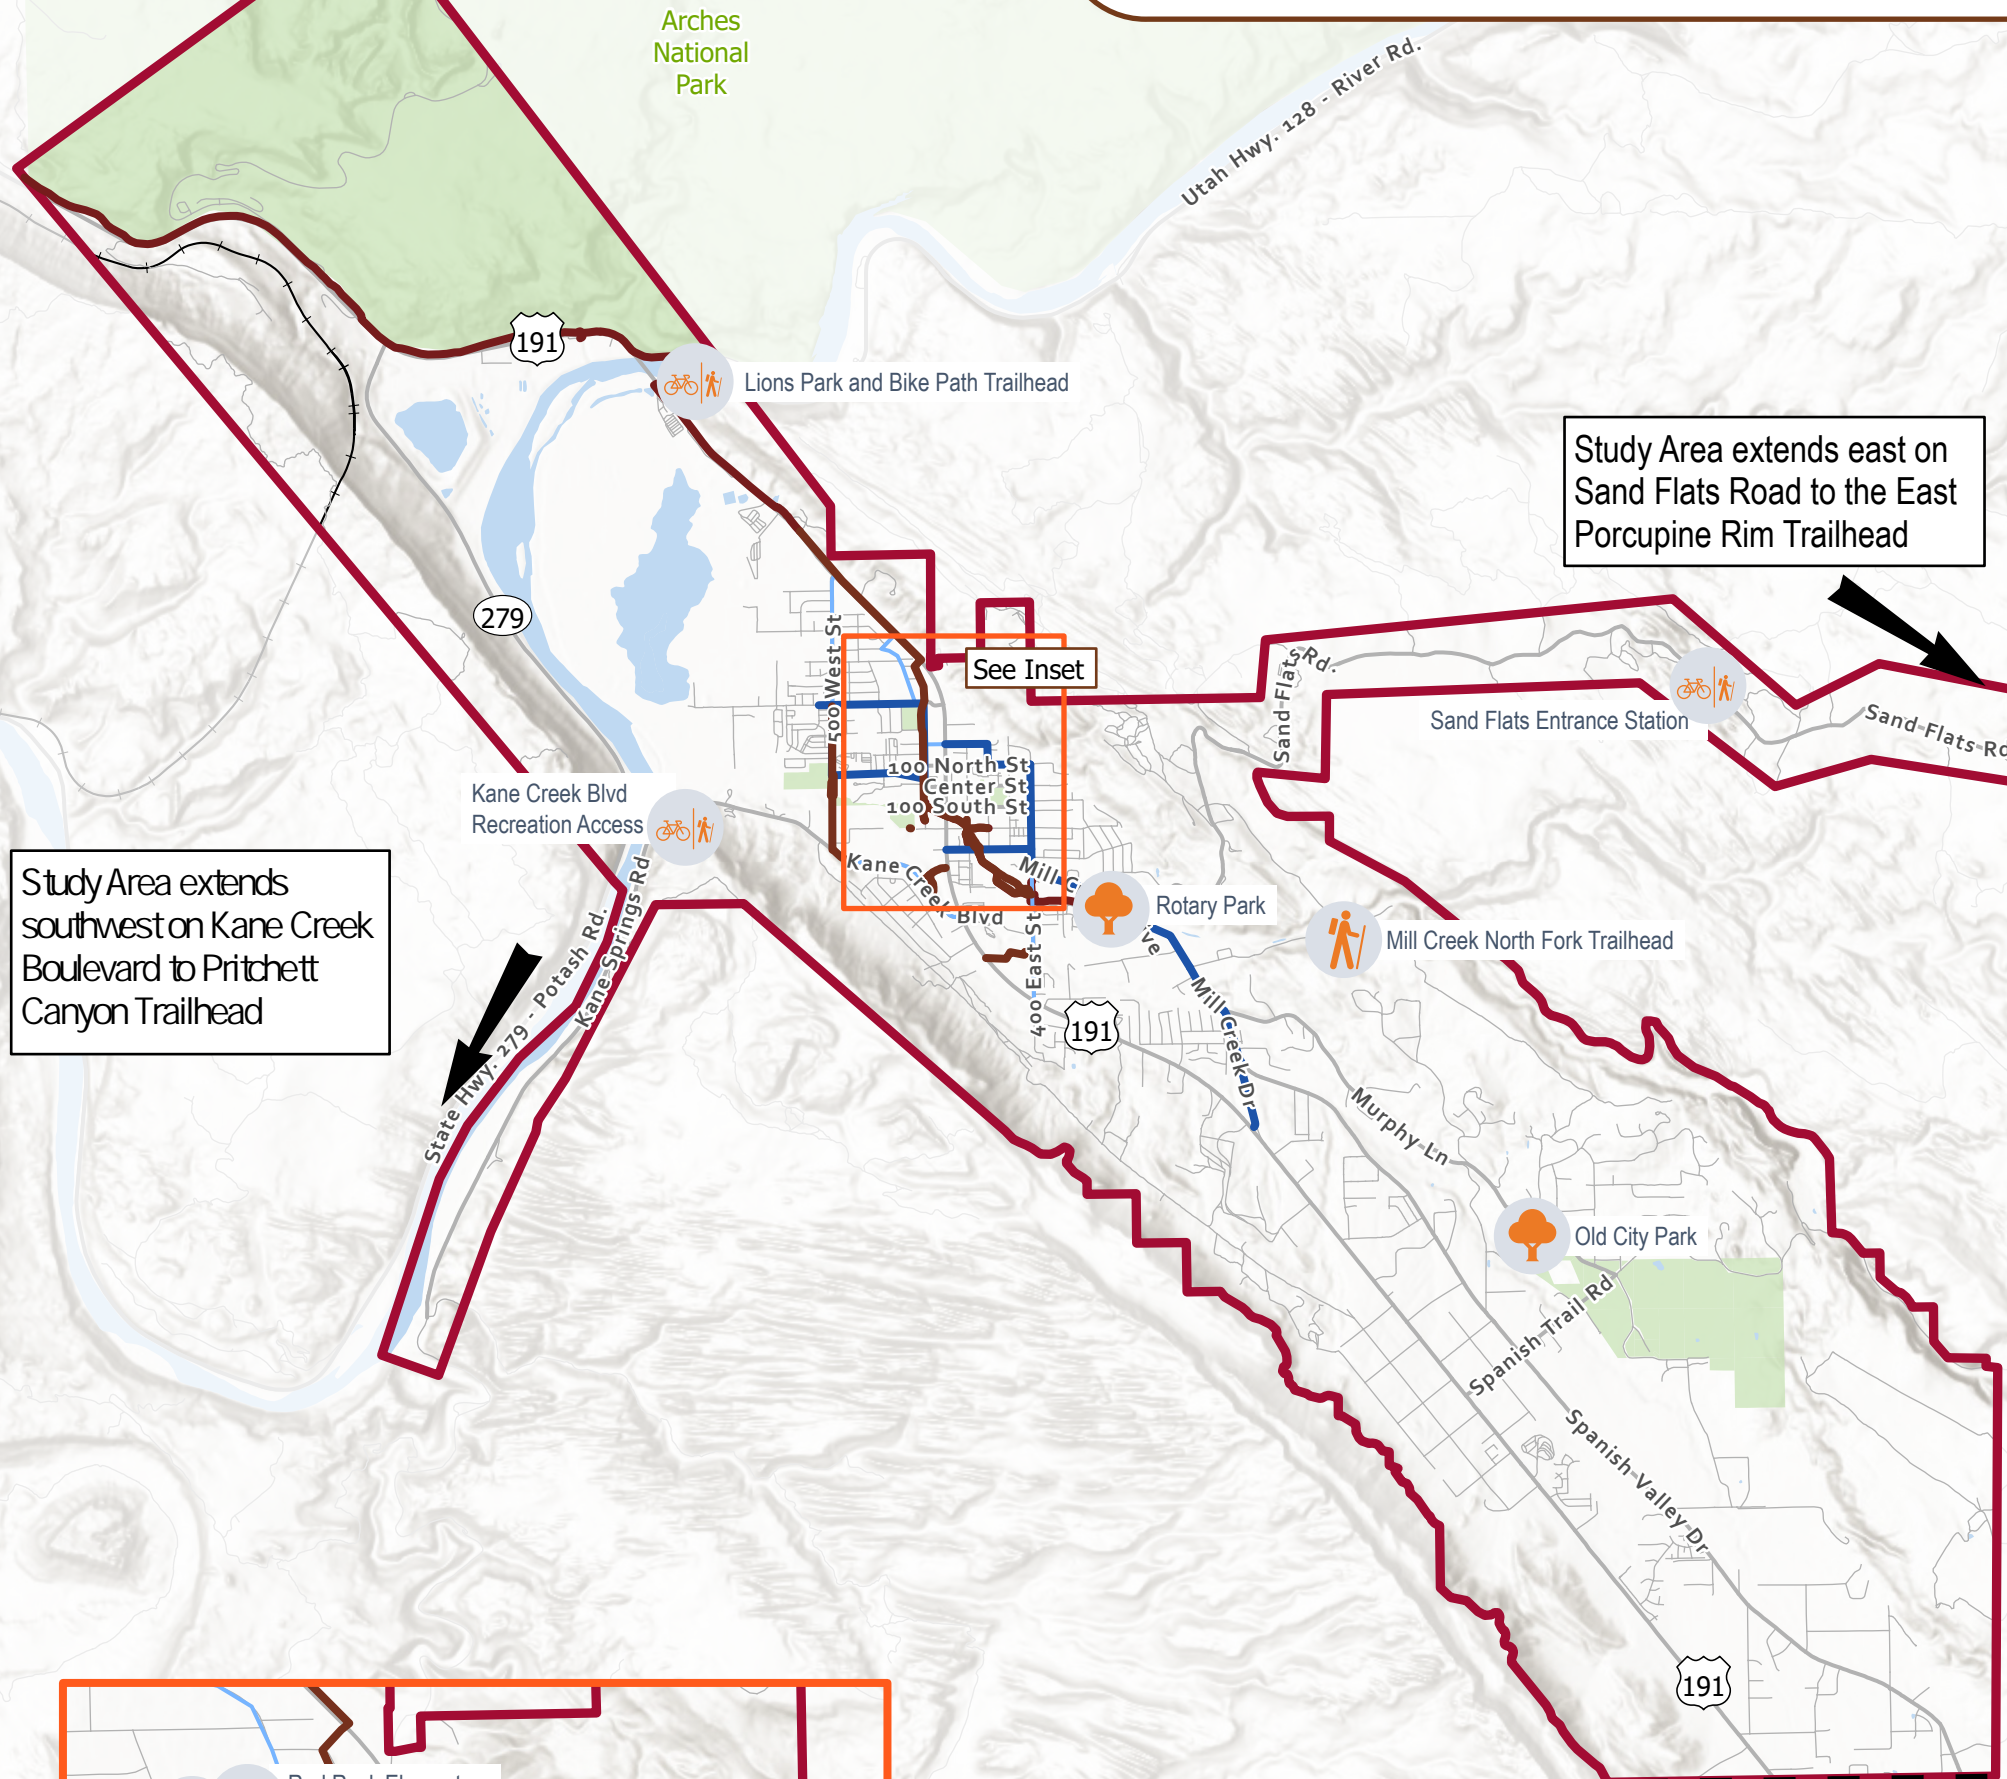 Arches
National
Park
Utah Hwy. 128 - River Rd.
191
Lions Park and Bike Path Trailhead
Study Area extends east on
Sand Flats Road to the East
Porcupine Rim Trailhead
279
500 West St
See Inset
Sand Flats Rd.
Sand Flats Entrance Station
Sand Flats Rd
100 North St
Center St
100 South St
Kane Creek Blvd
Recreation Access
Kane Creek Blvd
Mill
Rotary Park
Mill Creek North Fork Trailhead
Study Area extends
southwest on Kane Creek
Boulevard to Pritchett
Canyon Trailhead
State Hwy. 279 - Potash Rd.
Kane Springs Rd
400 East St
191
Mill Creek Dr
Murphy Ln
Old City Park
Spanish Trail Rd
Spanish Valley Dr
191